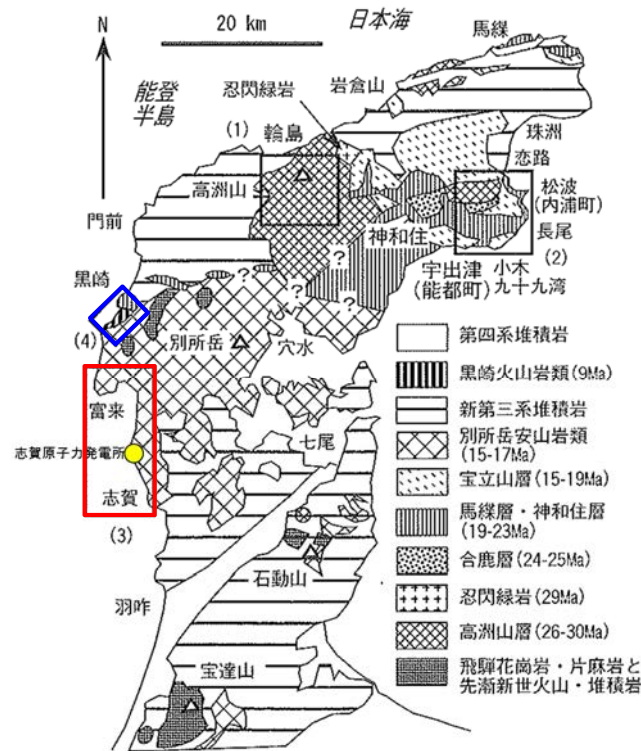 20 km
日本海
N
馬緤
能登
半島
忍閃緑岩
岩倉山
(1)
輪島
珠洲
恋路
高洲山
松波
(内浦町)
門前
神和住
長尾
(2)
黒崎
宇出津
(能都町)
小木
九十九湾
?
?
?
?
(4)
別所岳
穴水
富来
七尾
志賀原子力発電所
志賀
(3)
石動山
羽咋
宝達山
第四系堆積岩
黒崎火山岩類(9Ma)
新第三系堆積岩
別所岳安山岩類
(15-17Ma)
宝立山層(15-19Ma)
馬緤層・神和住層
(19-23Ma)
合鹿層(24-25Ma)
忍閃緑岩(29Ma)
高洲山層(26-30Ma)
飛騨花崗岩・片麻岩と
先漸新世火山・堆積岩